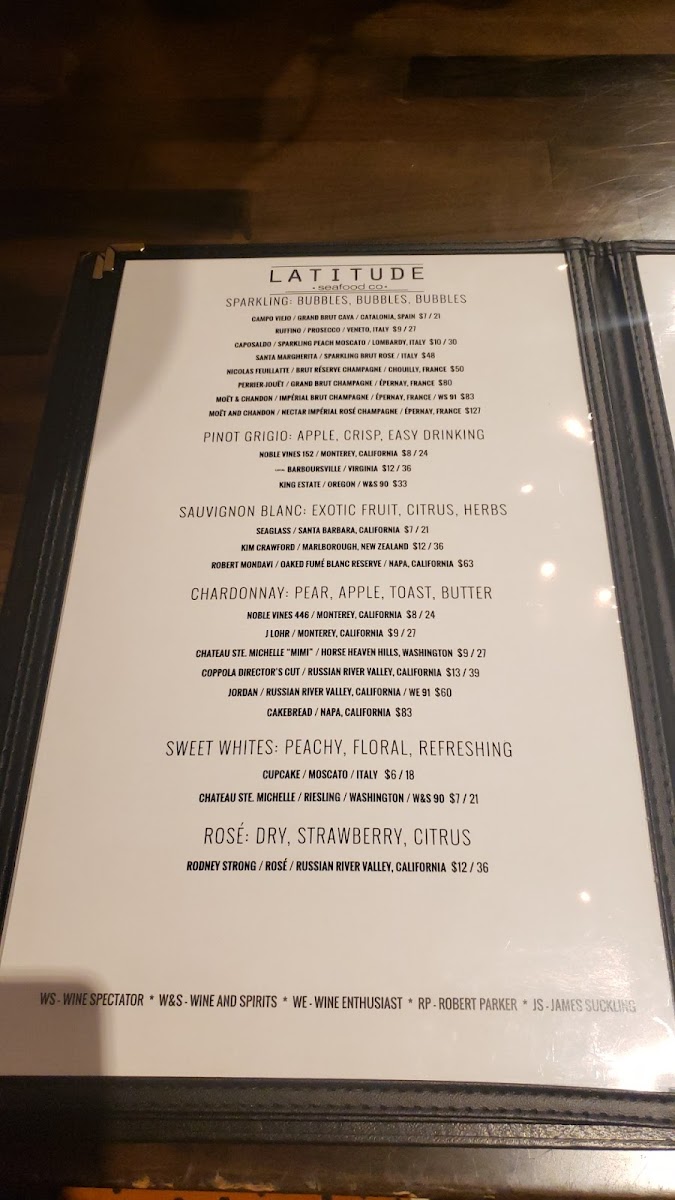 LATITUDE
• seafood co •
SPARKLING: BUBBLES, BUBBLES, BUBBLES
CAMPO VIEJO / GRAND BRUT CAVA / CATALONIA, SPAIN $7 / 21
RUFFINO / PROSECCO / VENETO, ITALY $9 / 27
CAPOSALDO / SPARKLING PEACH MOSCATO / LOMBARDY, ITALY $10 / 30
SANTA MARGHERITA / SPARKLING BRUT ROSE / ITALY $48
NICOLAS FEUILLATTE / BRUT RÉSERVE CHAMPAGNE / CHOUILLY, FRANCE $50
PERRIER-JOUËT / GRAND BRUT CHAMPAGNE / ÉPERNAY, FRANCE $80
MOËT & CHANDON / IMPÉRIAL BRUT CHAMPAGNE / ÉPERNAY, FRANCE / WS 91 $83
MOËT AND CHANDON / NECTAR IMPÉRIAL ROSÉ CHAMPAGNE / ÉPERNAY, FRANCE $127
PINOT GRIGIO: APPLE, CRISP, EASY DRINKING
NOBLE VINES 152 / MONTEREY, CALIFORNIA $8 / 24
BARBOURSVILLE / VIRGINIA $12 / 36
KING ESTATE / OREGON / W&S 90 $33
SAUVIGNON BLANC: EXOTIC FRUIT, CITRUS, HERBS
SEAGLASS / SANTA BARBARA, CALIFORNIA $7 / 21
KIM CRAWFORD / MARLBOROUGH, NEW ZEALAND $12 / 36
ROBERT MONDAVI / OAKED FUMÉ BLANC RESERVE / NAPA, CALIFORNIA $63
CHARDONNAY: PEAR, APPLE, TOAST, BUTTER
NOBLE VINES 446 / MONTEREY, CALIFORNIA $8 / 24
J LOHR / MONTEREY, CALIFORNIA $9 / 27
CHATEAU STE. MICHELLE "MIMI" / HORSE HEAVEN HILLS, WASHINGTON $9 / 27
COPPOLA DIRECTOR'S CUT / RUSSIAN RIVER VALLEY, CALIFORNIA $13 / 39
JORDAN / RUSSIAN RIVER VALLEY, CALIFORNIA / WE 91 $60
CAKEBREAD / NAPA, CALIFORNIA $83
SWEET WHITES: PEACHY, FLORAL, REFRESHING
CUPCAKE / MOSCATO / ITALY $6 / 18
CHATEAU STE. MICHELLE / RIESLING / WASHINGTON / W&S 90 $7 / 21
ROSÉ: DRY, STRAWBERRY, CITRUS
RODNEY STRONG / ROSÉ / RUSSIAN RIVER VALLEY, CALIFORNIA $12 / 36
WS - WINE SPECTATOR * W&S - WINE AND SPIRITS * WE - WINE ENTHUSIAST * RP - ROBERT PARKER * JS - JAMES SUCKLING